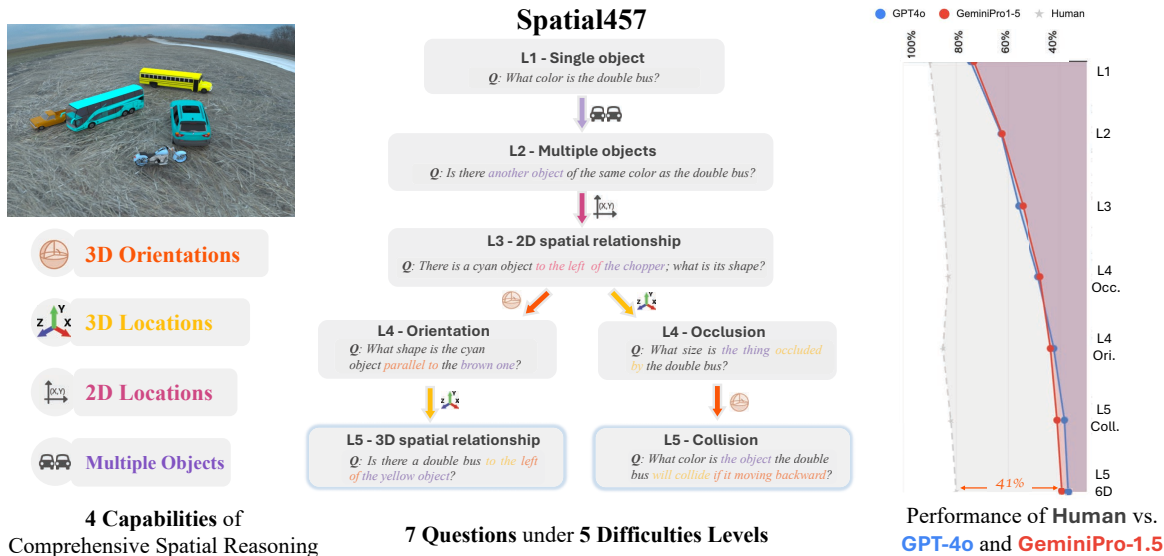 Spatial457
L1 - Single object
Q: What color is the double bus?
L2 - Multiple objects
Q: Is there another object of the same color as the double bus?
(X,Y)
L3 - 2D spatial relationship
Q: There is a cyan object to the left of the chopper; what is its shape?
Z Y X
L4 - Orientation
Q: What shape is the cyan
object parallel to the brown one?
L4 - Occlusion
Q: What size is the thing occluded
by the double bus?
Z Y X
L5 - 3D spatial relationship
Q: Is there a double bus to the left
of the yellow object?
L5 - Collision
Q: What color is the object the double
bus will collide if it moving backward?
7 Questions under 5 Difficulties Levels
3D Orientations
Z Y X
3D Locations
(X,Y)
2D Locations
Multiple Objects
4 Capabilities of
Comprehensive Spatial Reasoning
GPT4o
GeminiPro1-5
Human
100%
80%
60%
40%
L1
L2
L3
L4
Occ.
L4
Ori.
L5
Coll.
L5
6D
41%
Performance of Human vs.
GPT-4o and GeminiPro-1.5